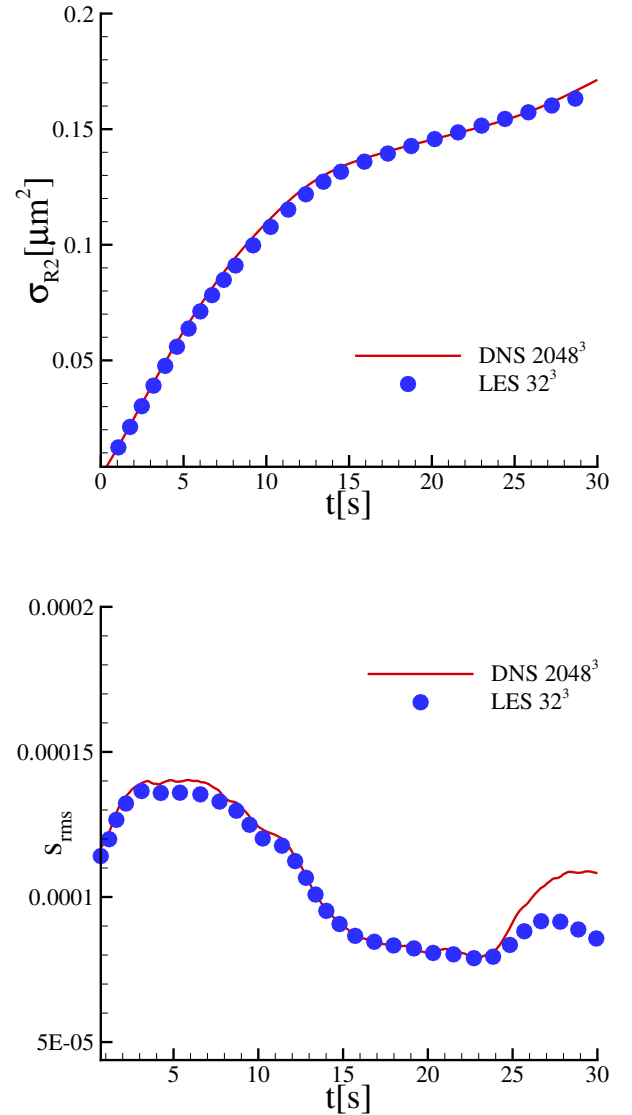 0.2
0.15
σR2[μm²]
0.1
0.05
DNS 2048³
LES 32³
0 5 10 15 20 25 30
t[s]
0.0002
DNS 2048³
LES 32³
0.00015
srms
0.0001
5E-05
5 10 15 20 25 30
t[s]